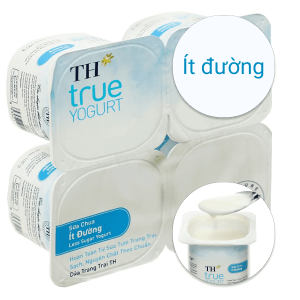 Ít đường
TH
true
YOGURT
Sữa Chua
Ít Đường
Less Sugar Yogurt
Hoàn Toàn Từ Sữa Tươi Trang Trại
Sạch, Nguyên Chất Theo Chuẩn
Của Trang Trại TH
TH
true
YOGURT